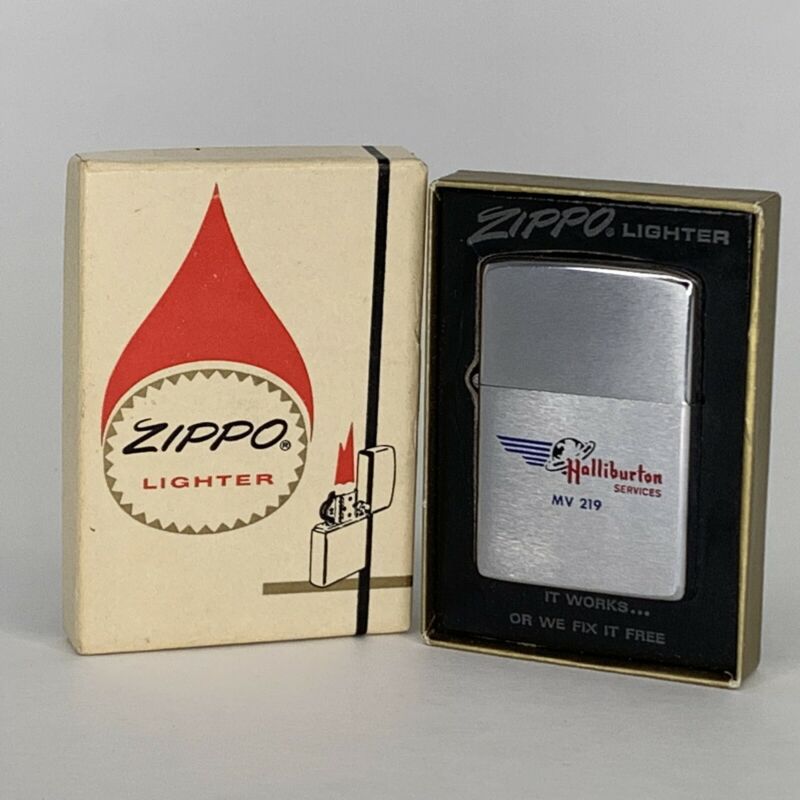 ZIPPO®
LIGHTER
ZIPPO® LIGHTER
Halliburton
SERVICES
MV 219
IT WORKS...
OR WE FIX IT FREE